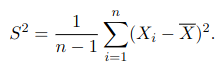 $$S^2 = \frac{1}{n-1} \sum_{i=1}^{n} (X_i - \overline{X})^2.$$